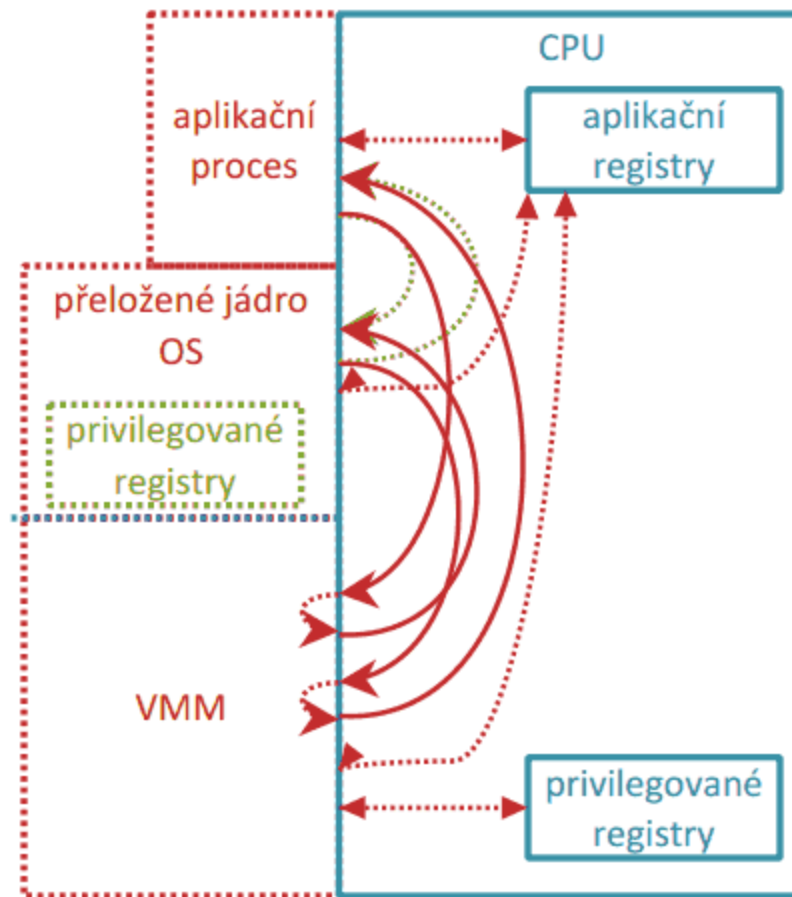 CPU
aplikační
proces
aplikační
registry
přeložené jádro
OS
privilegované
registry
VMM
privilegované
registry